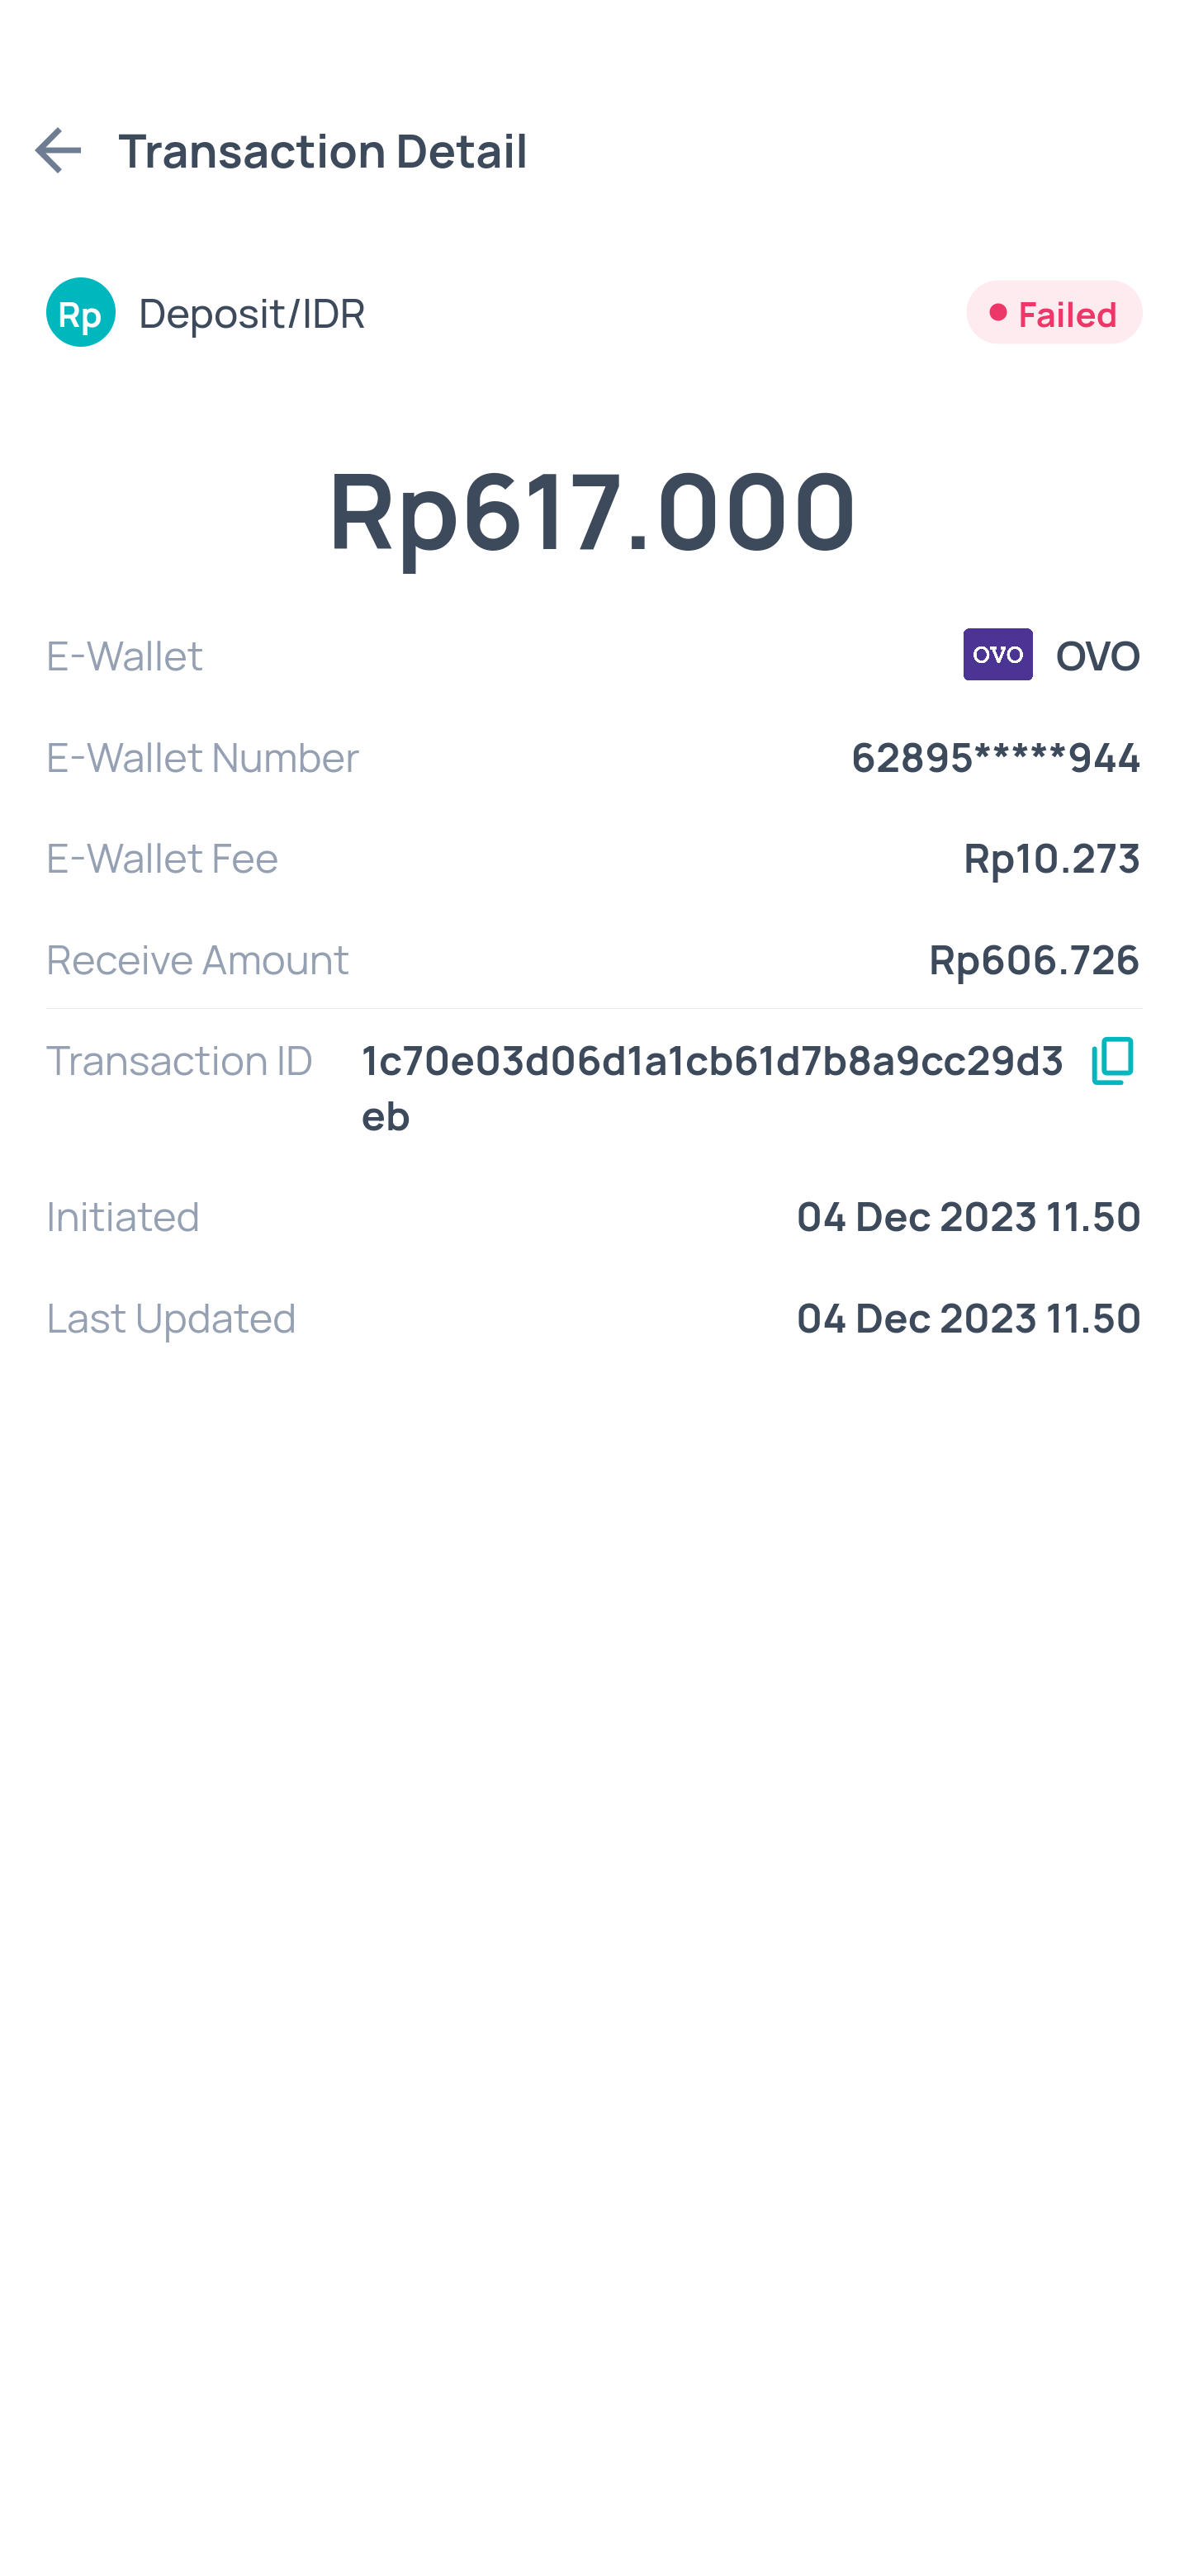 Transaction Detail
Rp Deposit/IDR Failed
Rp617.000
E-Wallet OVO OVO
E-Wallet Number 62895*****944
E-Wallet Fee Rp10.273
Receive Amount Rp606.726
Transaction ID 1c70e03d06d1a1cb61d7b8a9cc29d3
eb
Initiated 04 Dec 2023 11.50
Last Updated 04 Dec 2023 11.50